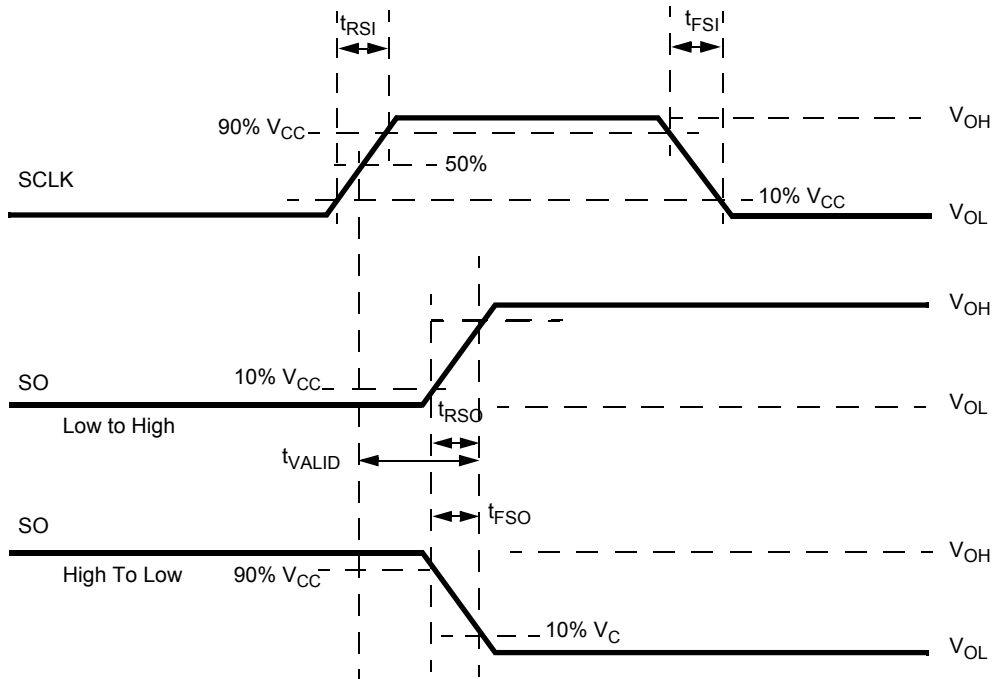 tRSI
tFSI
90% VCC
VOH
50%
SCLK
10% VCC
VOL
VOH
SO
10% VCC
tRSO
VOL
Low to High
tVALID
tFSO
SO
VOH
High To Low
90% VCC
10% VC
VOL